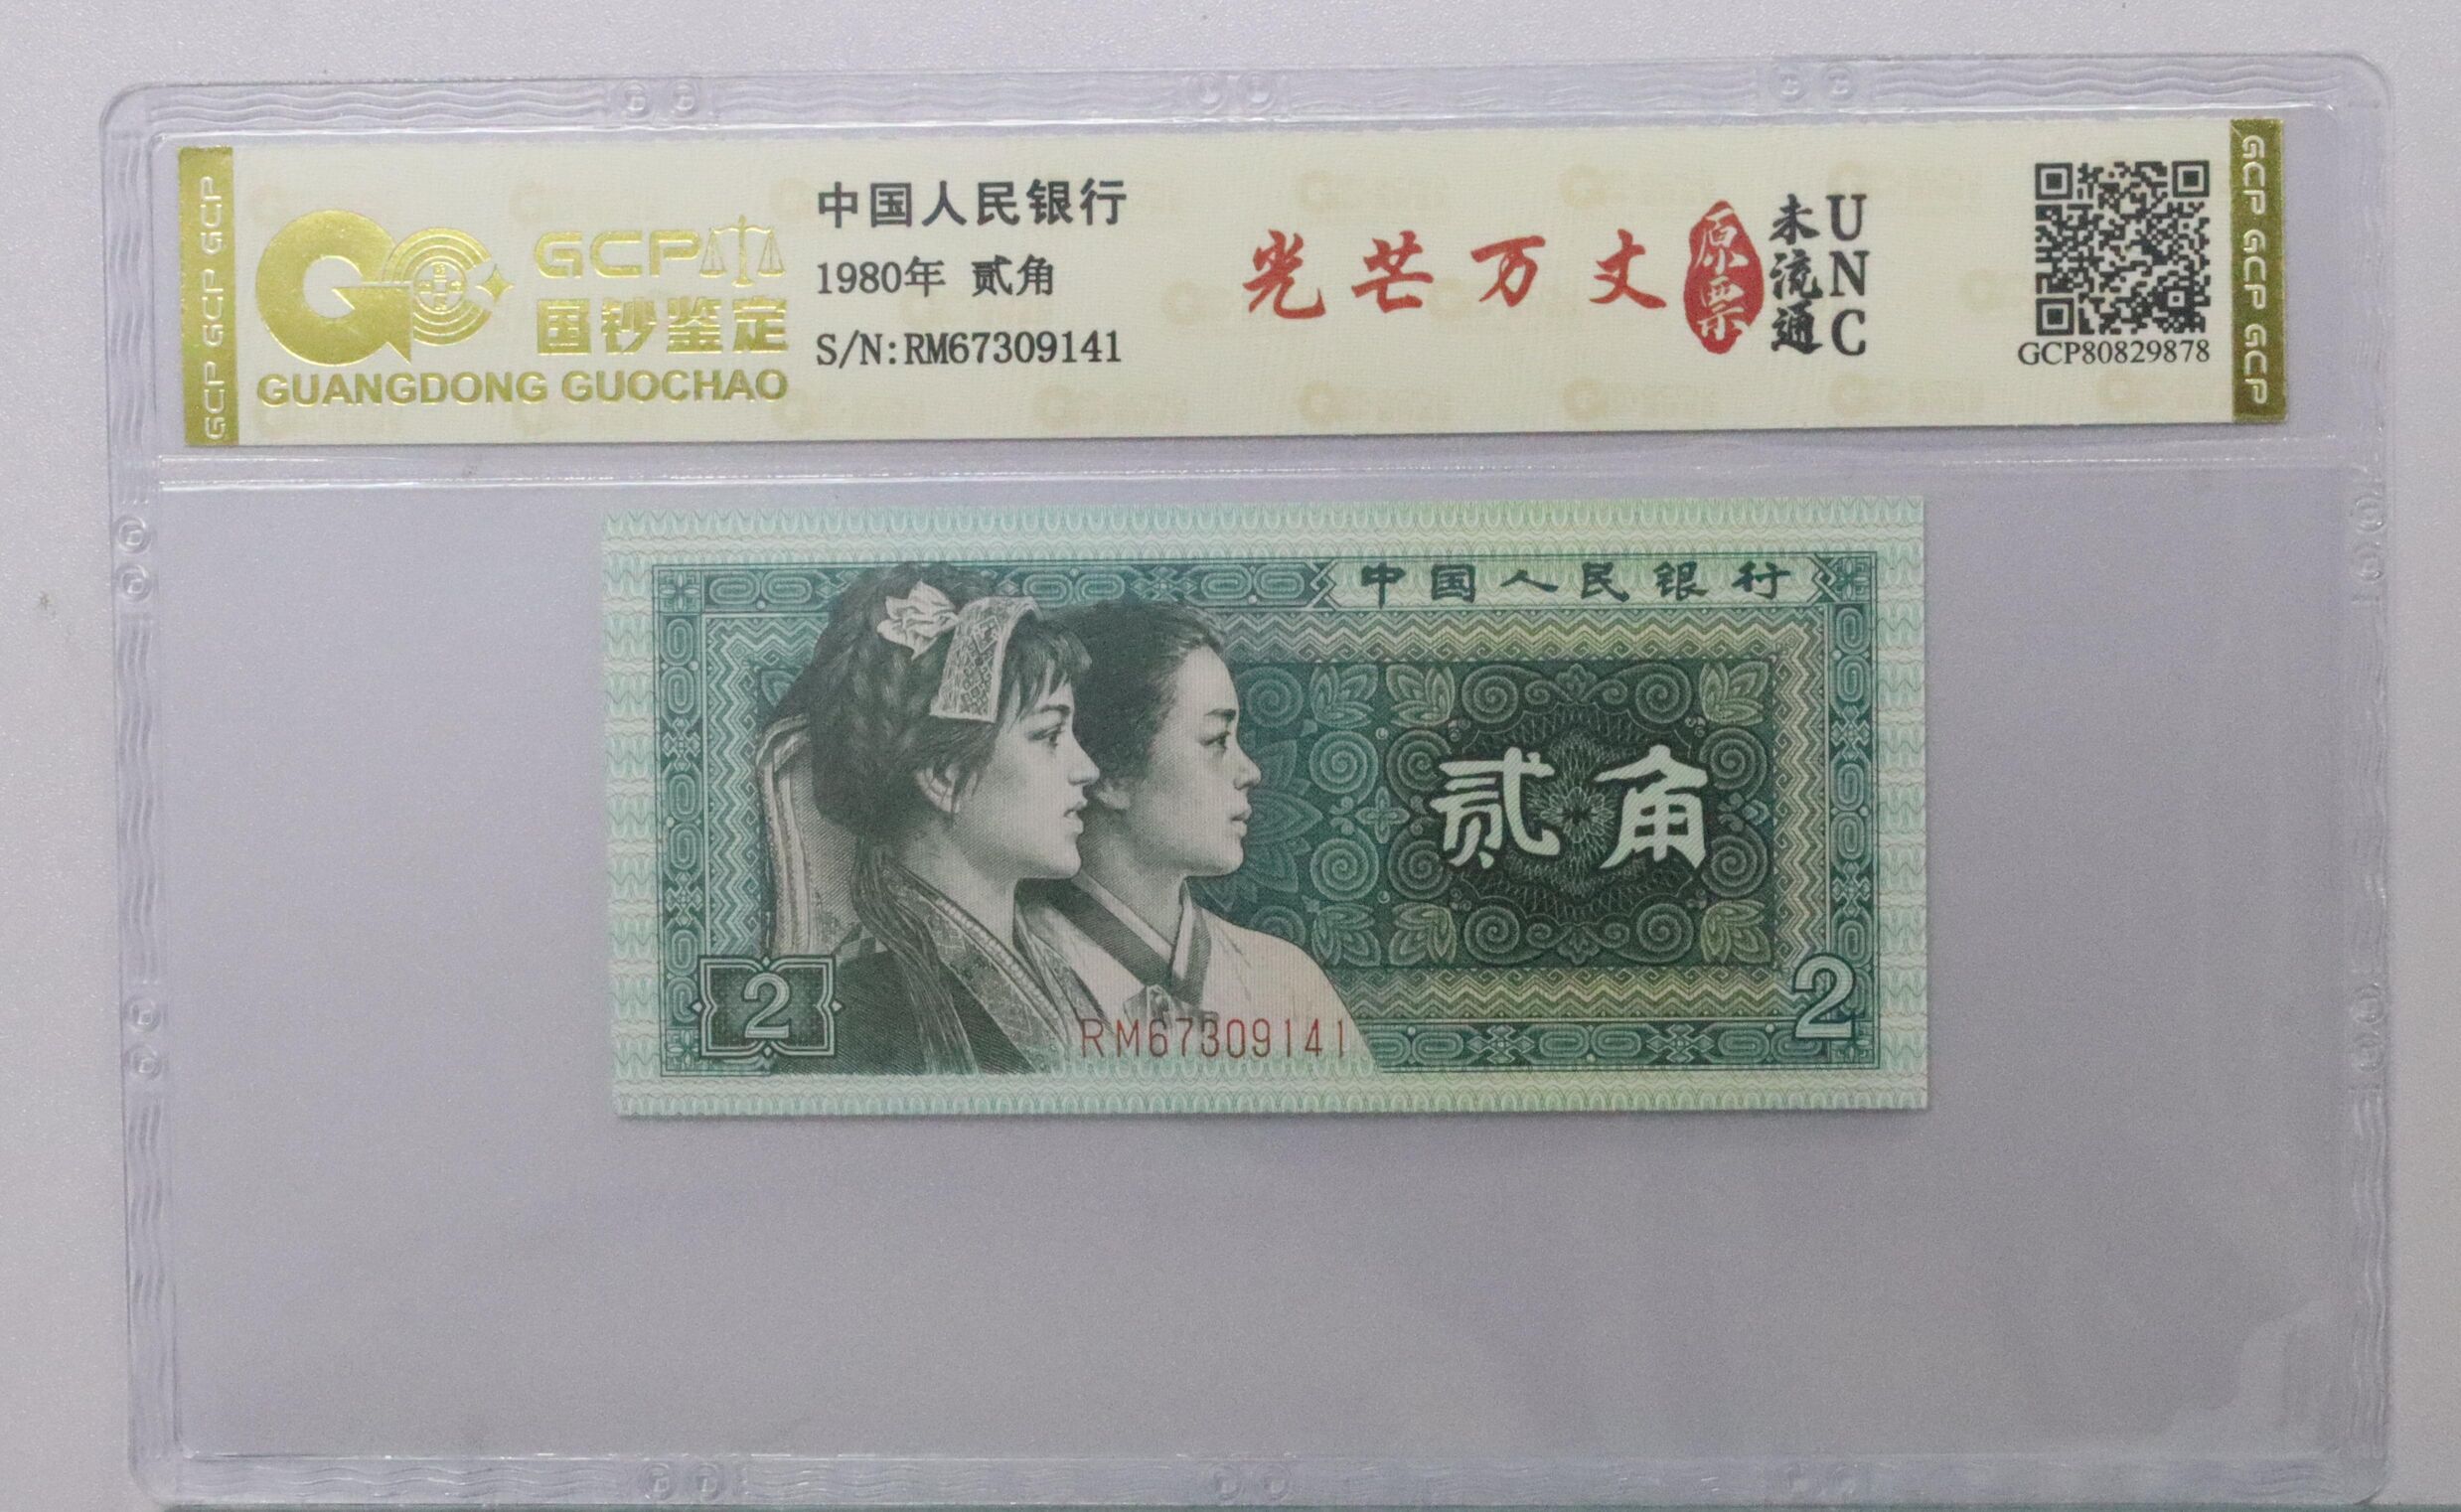 GCP GCP GCP
GCP
国钞鉴定
GUANGDONG GUOCHAO
中国人民银行
1980年 贰角
S/N:RM67309141
光芒万丈
原票
未流通
UNC
GCP80829878
GCP GCP GCP
中国人民银行
贰角
2
RM67309141
2